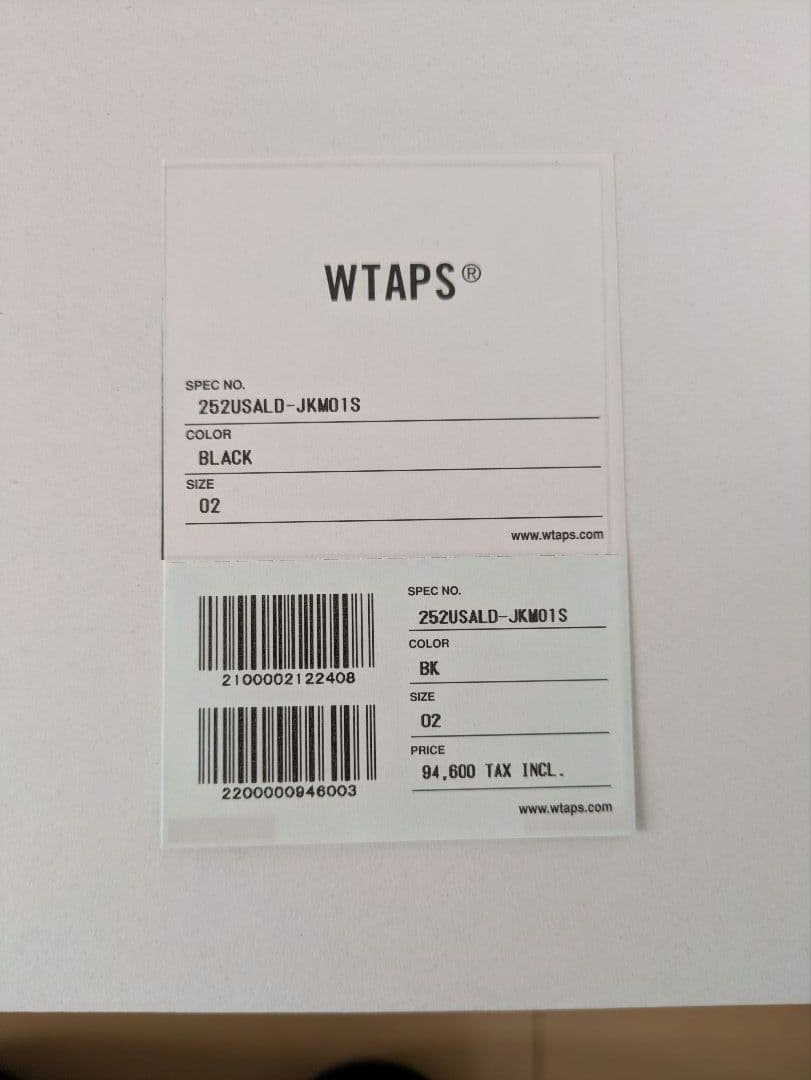 WTAPS®
SPEC NO.
252USALD-JKM01S
COLOR
BLACK
SIZE
02
www.wtaps.com
2100002122408
2200000946003
SPEC NO.
252USALD-JKM01S
COLOR
BK
SIZE
02
PRICE
94,600 TAX INCL.
www.wtaps.com